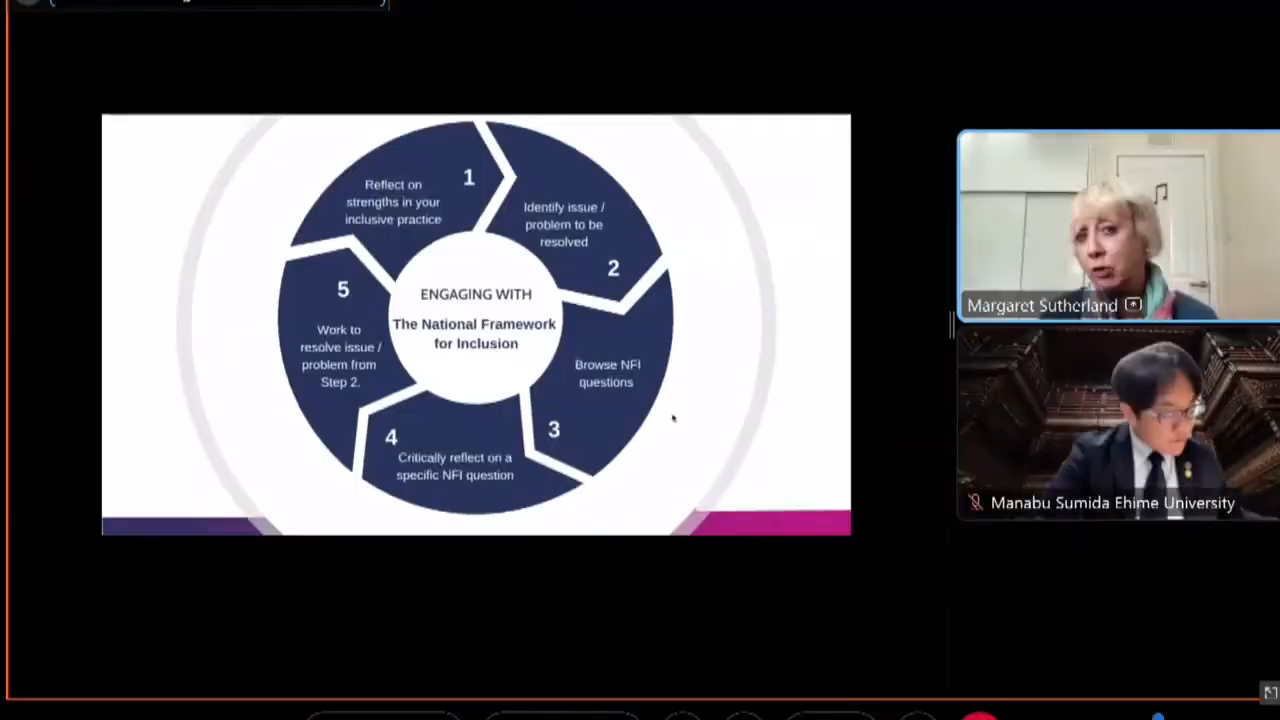 1
Reflect on
strengths in your
inclusive practice
Identify issue /
problem to be
resolved
2
ENGAGING WITH
The National Framework
for Inclusion
5
Work to
resolve issue /
problem from
Step 2.
Browse NFI
questions
3
4
Critically reflect on a
specific NFI question
Margaret Sutherland
Manabu Sumida Ehime University